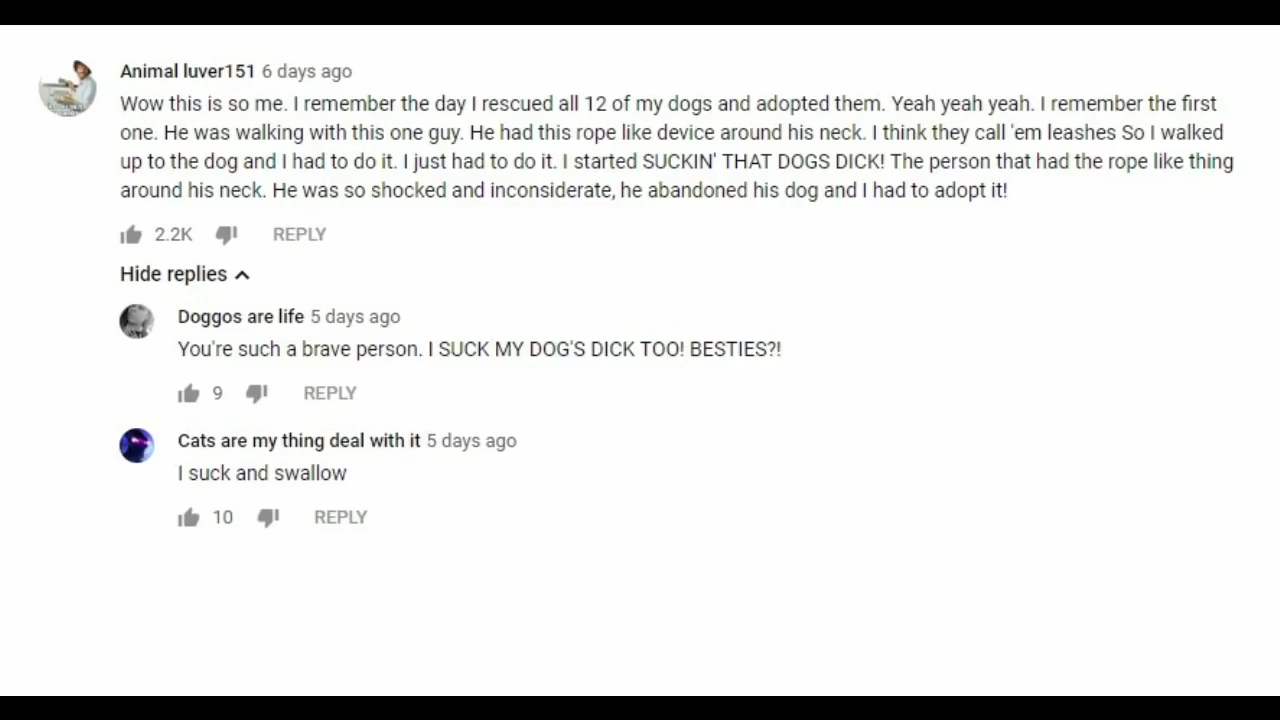 Animal luver151 6 days ago
Wow this is so me. I remember the day I rescued all 12 of my dogs and adopted them. Yeah yeah yeah. I remember the first
one. He was walking with this one guy. He had this rope like device around his neck. I think they call 'em leashes So I walked
up to the dog and I had to do it. I just had to do it. I started SUCKIN' THAT DOGS DICK! The person that had the rope like thing
around his neck. He was so shocked and inconsiderate, he abandoned his dog and I had to adopt it!
2.2K REPLY
Hide replies
Doggos are life 5 days ago
You're such a brave person. I SUCK MY DOG'S DICK TOO! BESTIES?!
9 REPLY
Cats are my thing deal with it 5 days ago
I suck and swallow
10 REPLY